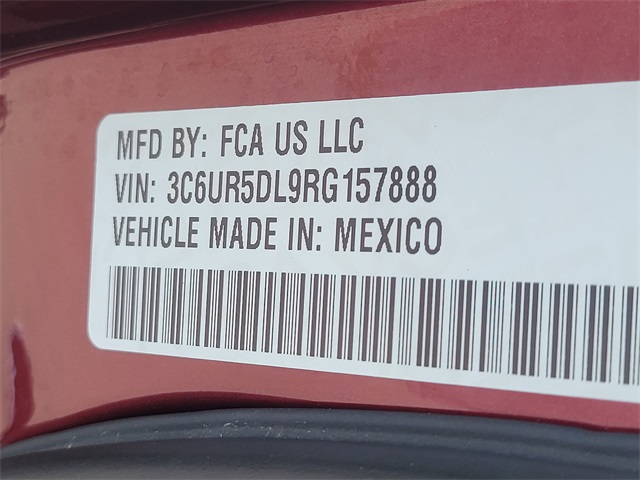 MFD BY: FCA US LLC
VIN: 3C6UR5DL9RG157888
VEHICLE MADE IN: MEXICO